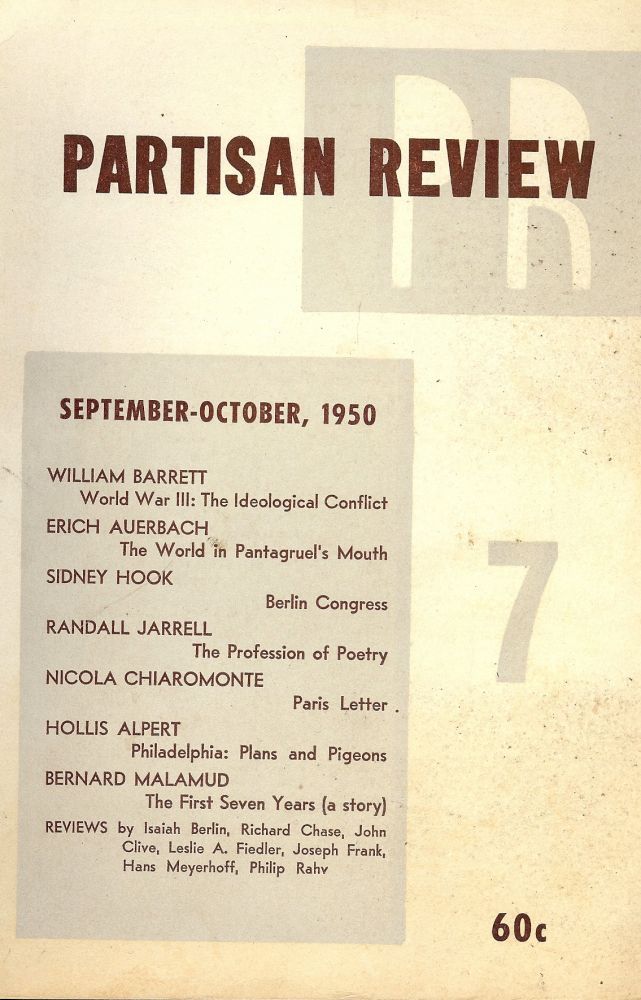 PR
PARTISAN REVIEW
SEPTEMBER-OCTOBER, 1950
WILLIAM BARRETT
World War III: The Ideological Conflict
ERICH AUERBACH
The World in Pantagruel's Mouth
SIDNEY HOOK
Berlin Congress
RANDALL JARRELL
The Profession of Poetry
NICOLA CHIAROMONTE
Paris Letter
HOLLIS ALPERT
Philadelphia: Plans and Pigeons
BERNARD MALAMUD
The First Seven Years (a story)
REVIEWS by Isaiah Berlin, Richard Chase, John
Clive, Leslie A. Fiedler, Joseph Frank,
Hans Meyerhoff, Philip Rahv
7
60c